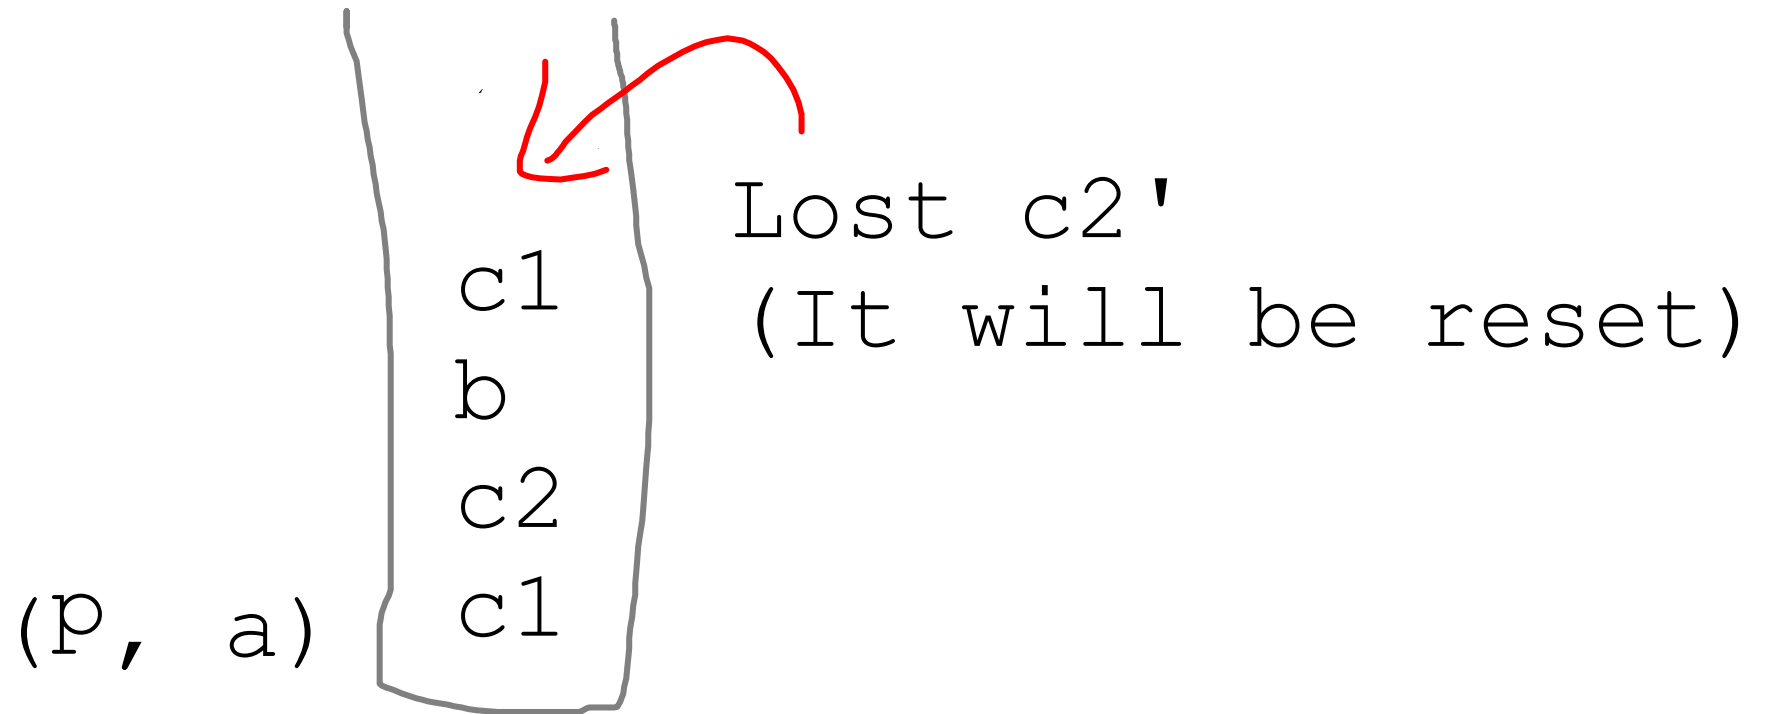 Lost c2'
c1
(It will be reset)
b
c2
c1
(p, a)